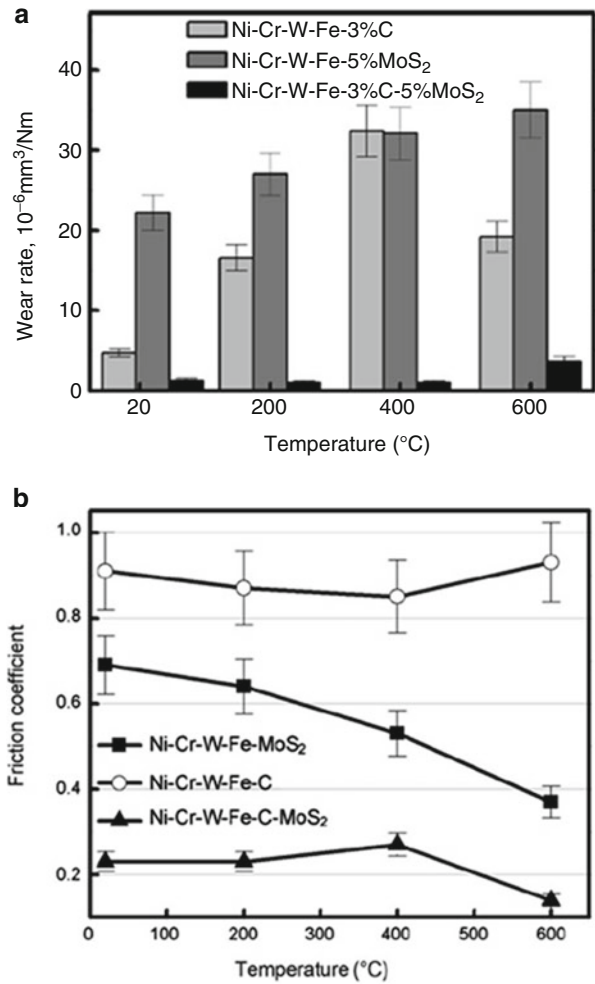 a
Ni-Cr-W-Fe-3%C
Ni-Cr-W-Fe-5%MoS₂
Ni-Cr-W-Fe-3%C-5%MoS₂
Wear rate, 10⁻⁶mm³/Nm
40
30
20
10
0
20 200 400 600
Temperature (°C)
b
1.0
0.8
0.6
0.4
0.2
Friction coefficient
Ni-Cr-W-Fe-MoS₂
Ni-Cr-W-Fe-C
Ni-Cr-W-Fe-C-MoS₂
0 100 200 300 400 500 600
Temperature (°C)